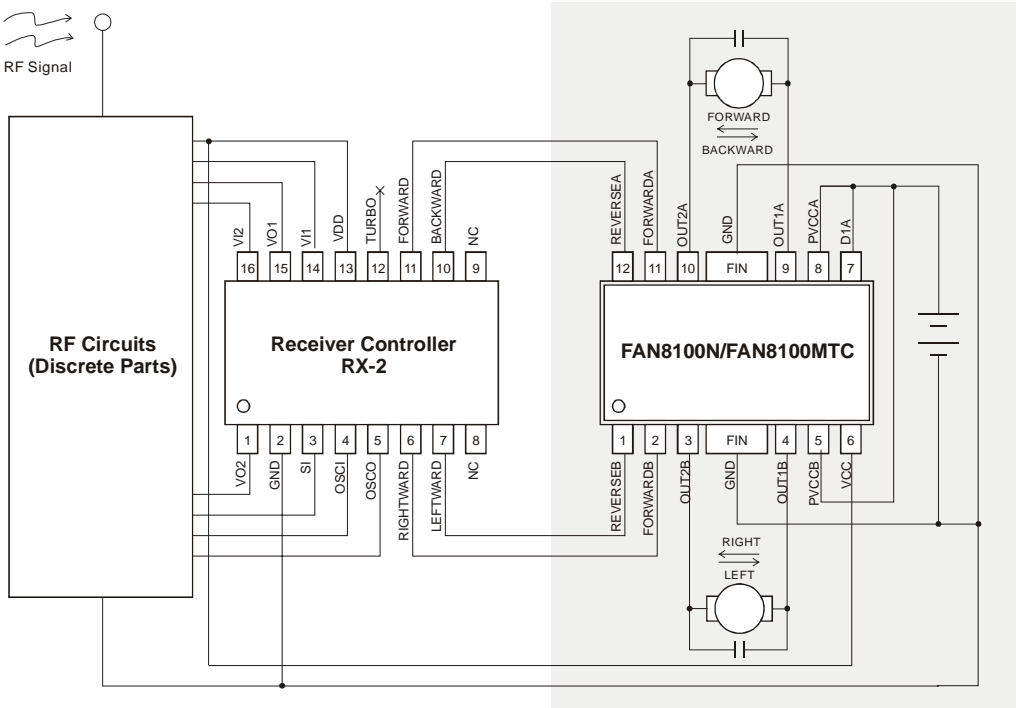 RF Signal
FORWARD
BACKWARD
VI2
VO1
VI1
VDD
TURBO
FORWARD
BACKWARD
NC
REVERSEA
FORWARDA
OUT2A
GND
OUT1A
PVCCA
D1A
16
15
14
13
12
11
10
9
12
11
10
FIN
9
8
7
RF Circuits
(Discrete Parts)
Receiver Controller
RX-2
FAN8100N/FAN8100MTC
1
2
3
4
5
6
7
8
1
2
3
FIN
4
5
6
VO2
GND
SI
OSCI
OSCO
RIGHTWARD
LEFTWARD
NC
REVERSEB
FORWARDB
OUT2B
GND
OUT1B
PVCCB
VCC
RIGHT
LEFT